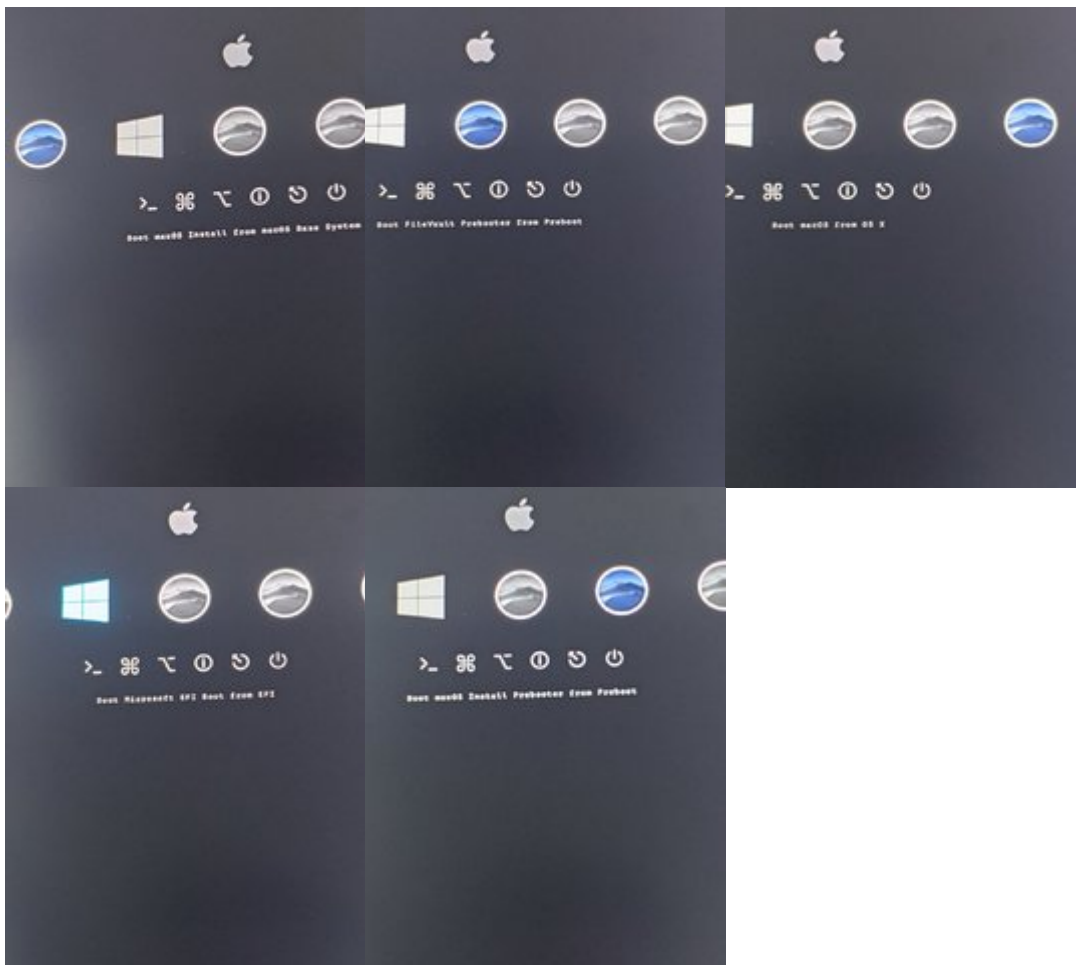 Boot macOS Install from macOS Base System
Boot FileVault Prebooter from Preboot
Boot macOS from OS X
Boot Microsoft EFI Boot from EFI
Boot macOS Install Prebooter from Preboot